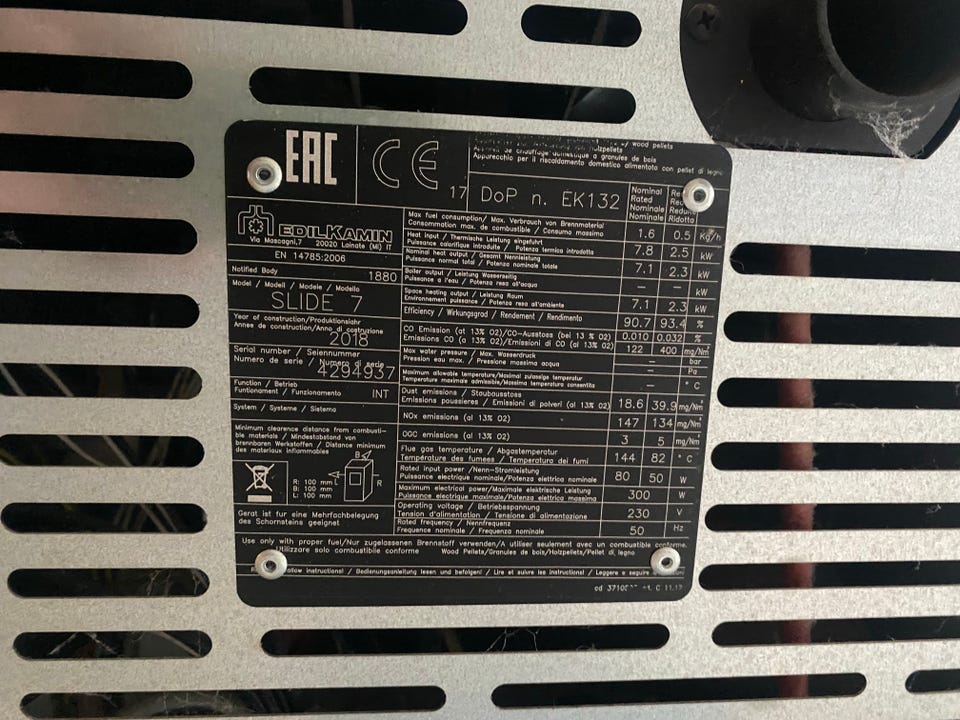 EAC
CE
17
wood pellets
Appareil de chauffage domestique a granules de bois
Apparecchio per il riscaldamento domestico alimentato con pellet di legno
DoP n. EK132
Nominal
Rated
Nominale
Nominale
Reduite
Ridotto
EDILKAMIN
Via Mascagni,7 20020 Lainate (MI) IT
EN 14785:2006
Notified Body 1880
Model / Modell / Modele / Modello
SLIDE 7
Year of construction/Produktionsjahr
Annee de construction/Anno di costruzione
2018
Serial number / Seiennummer
Numero de serie / Numero di serie
4294937
Function / Betrieb
Funtionament / Funzionamento INT
System / Systeme / Sistema
Minimum clearance distance from combusti-
ble materials / Mindestabstand von
brennbaren Werkstoffen / Distance minimum
des materiaux inflammables
R: 100 mm
B: 100 mm
L: 100 mm
B
L
R
Gerat ist fur eine Mehrfachbelegung
des Schornsteins geeignet
Max fuel consumption/ Max. Verbrauch von Brennmaterial
Consommation max. de combustible / Consumo massimo 1.6 0.5 Kg/h
Heat input / Thermische Leistung eingefuhrt
Puissance calorifique introduite / Potenza termica introdotta 7.8 2.5 kW
Nominal heat output / Gesamt Nennleistung
Puissance normal total / Potenza nominale totale 7.1 2.3 kW
Boiler output / Leistung Wasserseitig
Puissance a l'eau / Potenza resa all'acqua — — kW
Space heating output / Leistung Raum
Environnement puissance / Potenza resa all'ambiente 7.1 2.3 kW
Efficiency / Wirkungsgrad / Rendement / Rendimento 90.7 93.4 %
CO Emission (at 13% O2)/CO-Ausstoss (bei 13 % O2) 0.010 0.032 %
Emissions CO (a 13% O2)/Emissioni di CO (al 13% O2) 122 400 mg/Nm³
Max water pressure / Max. Wasserdruck
Pression eau max. / Pressione massima acqua — bar
— Pa
Maximum allowable temperature/Maximal zulassige temperatur
Temperature maximale admissible/Massima temperatura consentita — °C
Dust emissions / Staubausstoss
Emissions poussieres / Emissioni di polveri (al 13% O2) 18.6 39.9 mg/Nm³
NOx emissions (al 13% O2) 147 134 mg/Nm³
OGC emissions (al 13% O2) 3 5 mg/Nm³
Flue gas temperature / Abgastemperatur
Température des fumees / Temperatura dei fumi 144 82 °C
Rated input power /Nenn-Stromleistung
Puissance electrique nominale/Potenza elettrica nominale 80 50 W
Maximum electrical power/Maximale elektrische Leistung
Puissance electrique maximale/Potenza elettrica massima 300 W
Operating voltage / Betriebsspannung
Tension d'alimentation / Tensione di alimentazione 230 V
Rated frequency / Nennfrequenz
Frequence nominale / Frequenza nominale 50 Hz
Use only with proper fuel/Nur zugelassenen Brennstoff verwenden/A utiliser seulement avec un combustible conforme.
Utilizzare solo combustibile conforme Wood Pellets/Granules de bois/Holzpellets/Pellet di legno
follow instructions! / Bedienungsanleitung lesen und befolgen! / Lire et suivre les instructions! / Leggere e seguire